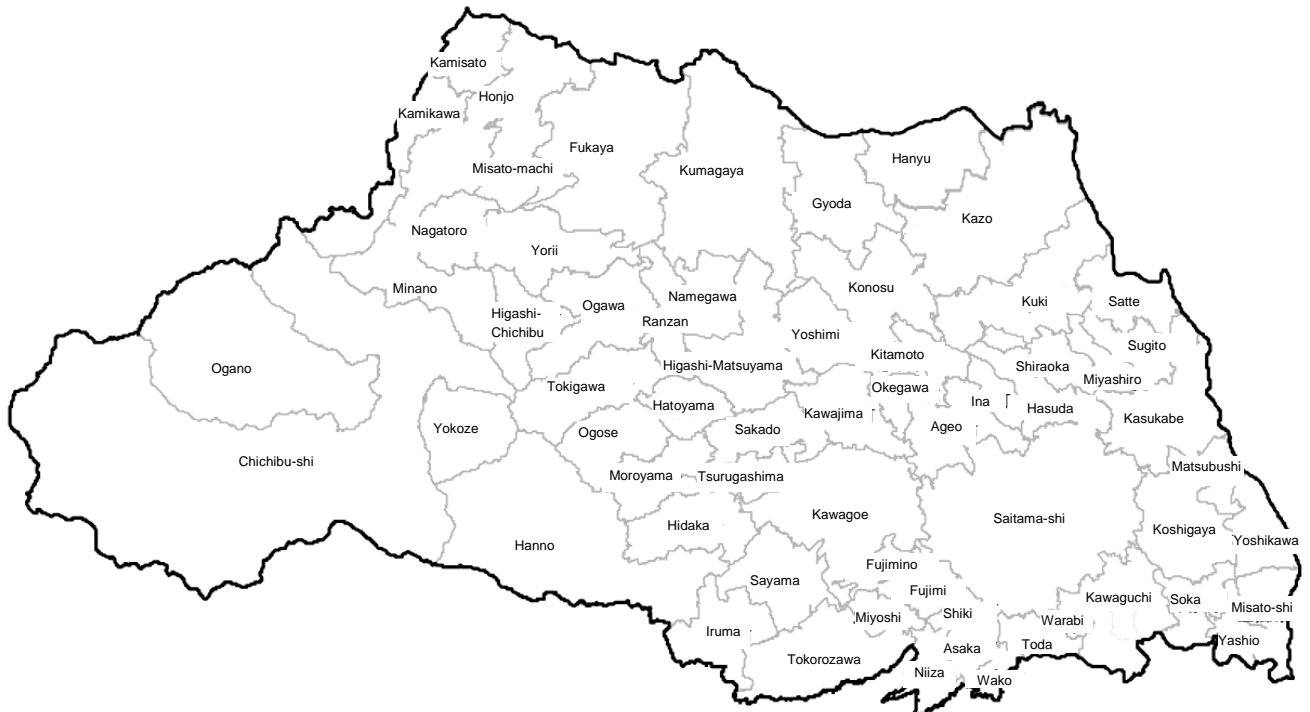 Kamisato
Honjo
Kamikawa
Fukaya
Hanyu
Misato-machi
Kumagaya
Gyoda
Kazo
Nagatoro
Yorii
Minano
Konosu
Namegawa
Kuki
Satte
Ogawa
Higashi-
Chichibu
Ranzan
Yoshimi
Sugito
Kitamoto
Ogano
Higashi-Matsuyama
Shiraoka
Miyashiro
Tokigawa
Okegawa
Hatoyama
Ina
Hasuda
Kawajima
Kasukabe
Yokoze
Ogose
Sakado
Ageo
Chichibu-shi
Matsubushi
Moroyama
Tsurugashima
Kawagoe
Saitama-shi
Hidaka
Koshigaya
Hanno
Yoshikawa
Fujimino
Sayama
Fujimi
Kawaguchi
Soka
Misato-shi
Miyoshi
Shiki
Warabi
Iruma
Yashio
Toda
Asaka
Tokorozawa
Niiza
Wako